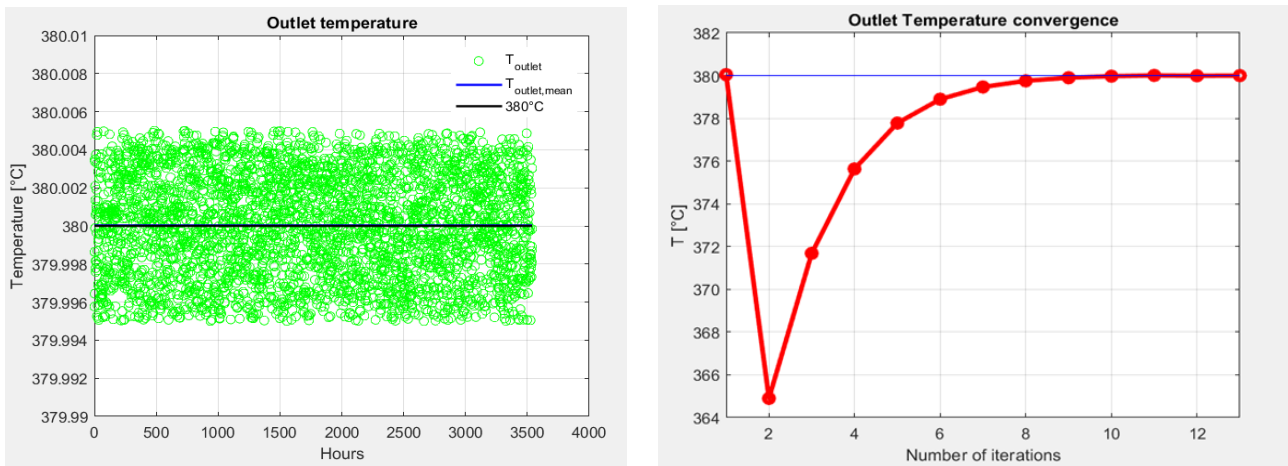 Outlet temperature
380.01
380.008
380.006
380.004
380.002
380
379.998
379.996
379.994
379.992
379.99
Temperature [°C]
T_outlet
T_outlet,mean
380°C
0 500 1000 1500 2000 2500 3000 3500 4000
Hours
Outlet Temperature convergence
382
380
378
376
374
372
370
368
366
364
T [°C]
2 4 6 8 10 12
Number of iterations